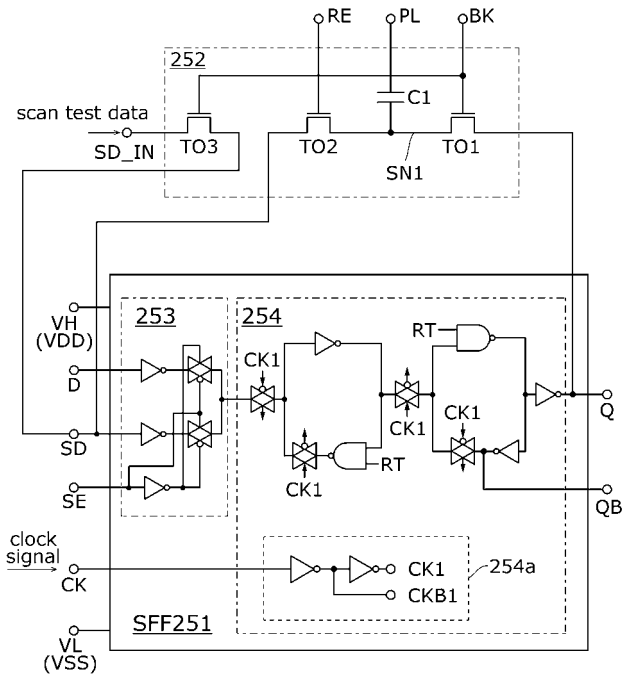 RE PL BK
252
C1
scan test data
SD_IN
TO3 TO2 TO1
SN1
VH
(VDD)
253 254
RT
CK1
D
CK1
CK1
Q
SD
CK1
RT
SE
CK1
QB
clock
signal
CK
CK1
254a
CKB1
SFF251
VL
(VSS)